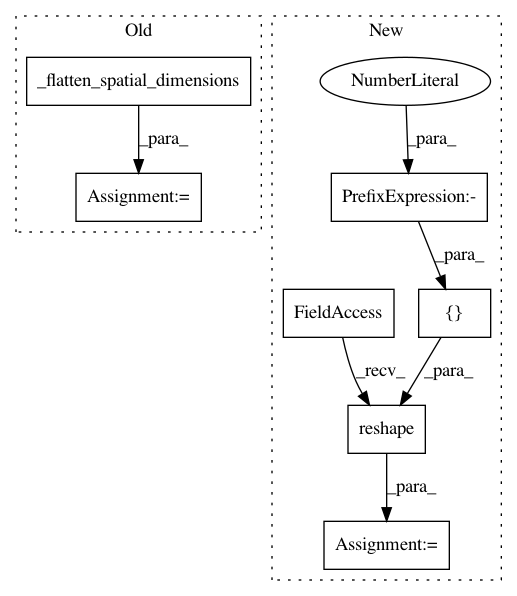 Old
New
_flatten_spatial_dimensions
NumberLiteral
_para_
_para_
Assignment:=
PrefixExpression:-
_para_
FieldAccess
{}
_recv_
_para_
reshape
_para_
Assignment:=